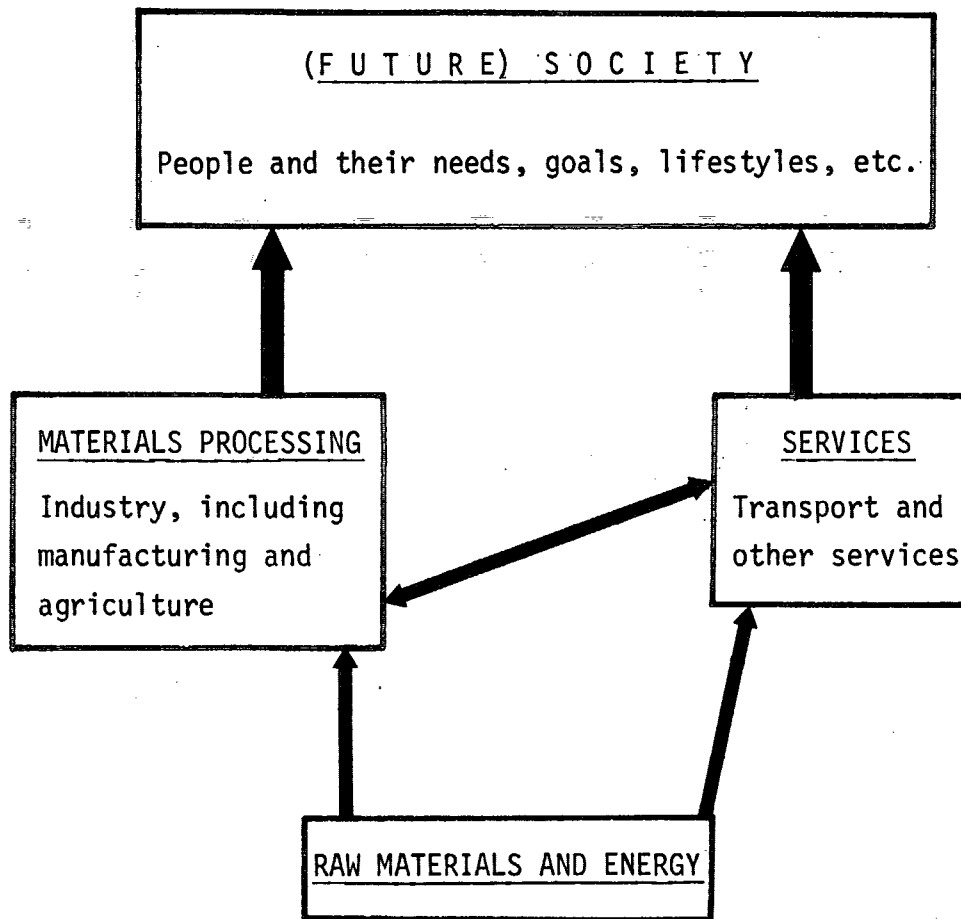 (F U T U R E) S O C I E T Y
People and their needs, goals, lifestyles, etc.
MATERIALS PROCESSING
Industry, including
manufacturing and
agriculture
SERVICES
Transport and
other services
RAW MATERIALS AND ENERGY